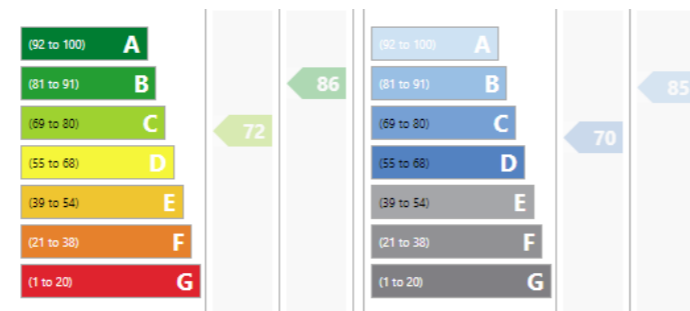 (92 to 100) A
(81 to 91) B
86
(69 to 80) C
72
(55 to 68) D
(39 to 54) E
(21 to 38) F
(1 to 20) G
(92 to 100) A
(81 to 91) B
85
(69 to 80) C
70
(55 to 68) D
(39 to 54) E
(21 to 38) F
(1 to 20) G